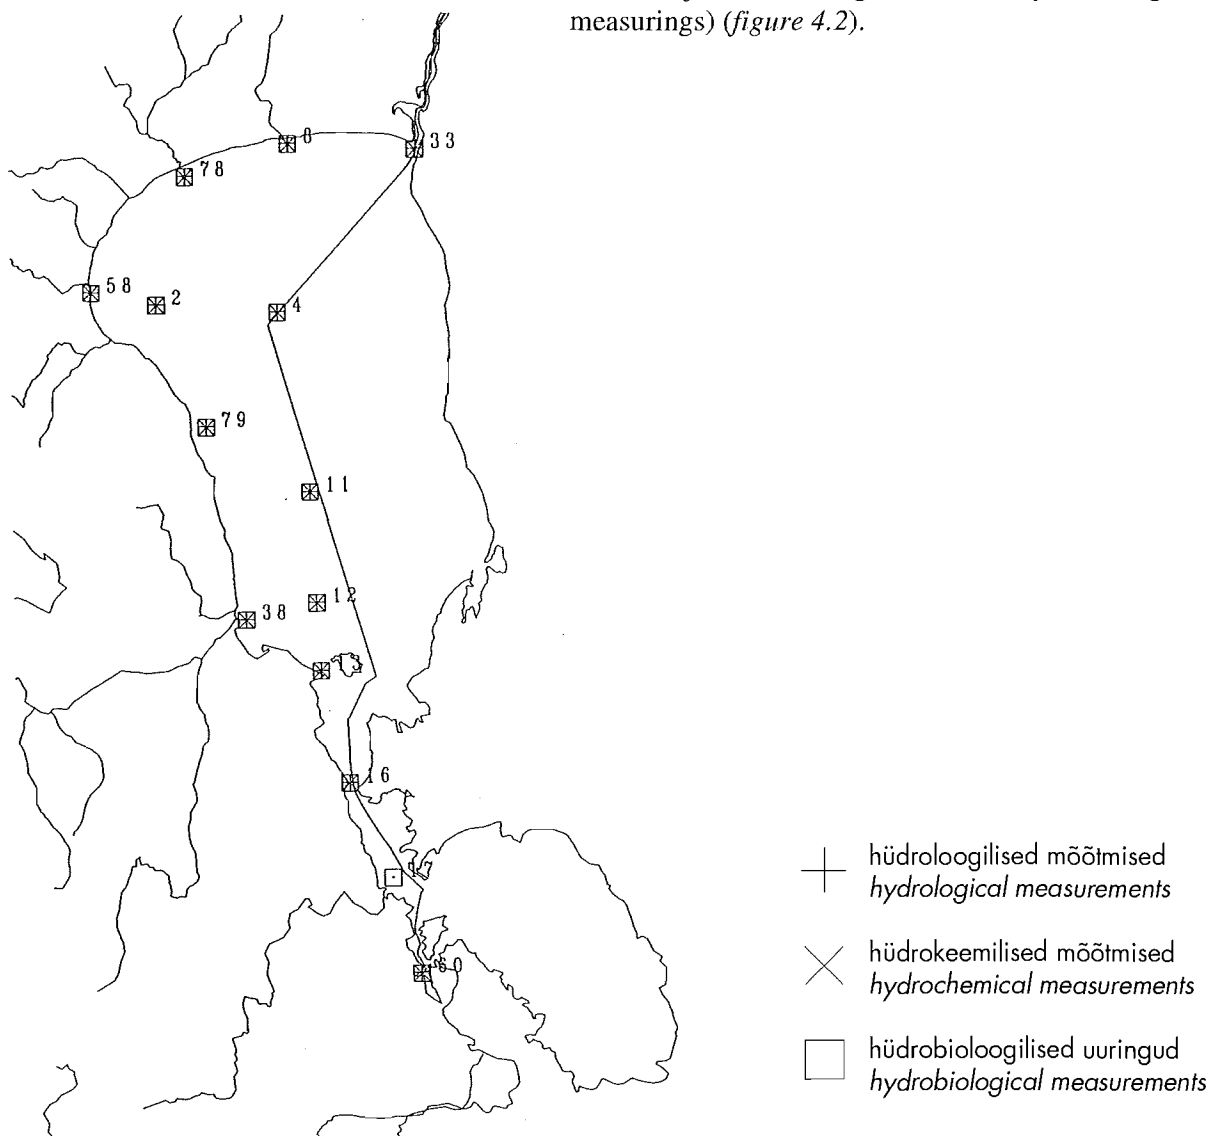 measurings) (figure 4.2).
8
33
78
58
2
4
79
11
12
38
16
60
hüdroloogilised mõõtmised
hydrological measurements
hüdrokeemilised mõõtmised
hydrochemical measurements
hüdrobioloogilised uuringud
hydrobiological measurements